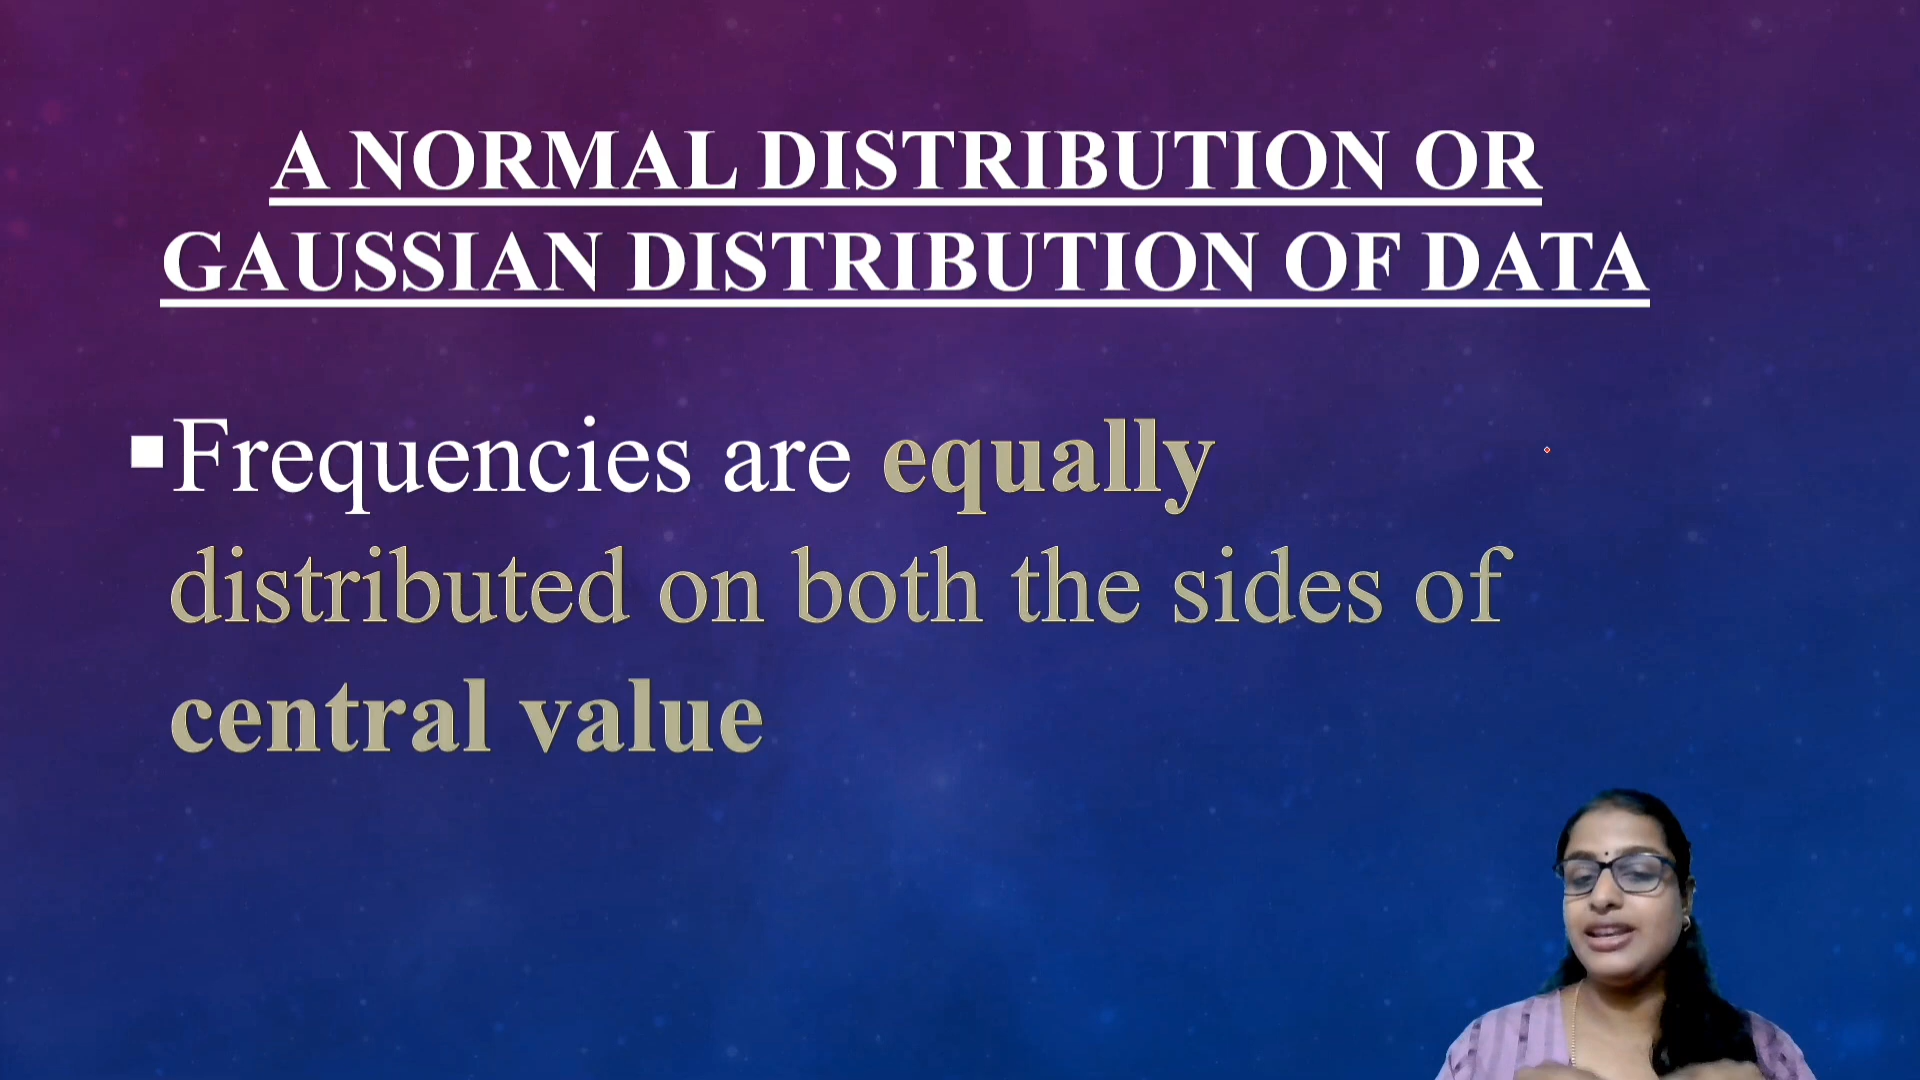 A NORMAL DISTRIBUTION OR
GAUSSIAN DISTRIBUTION OF DATA
▪Frequencies are equally
distributed on both the sides of
central value